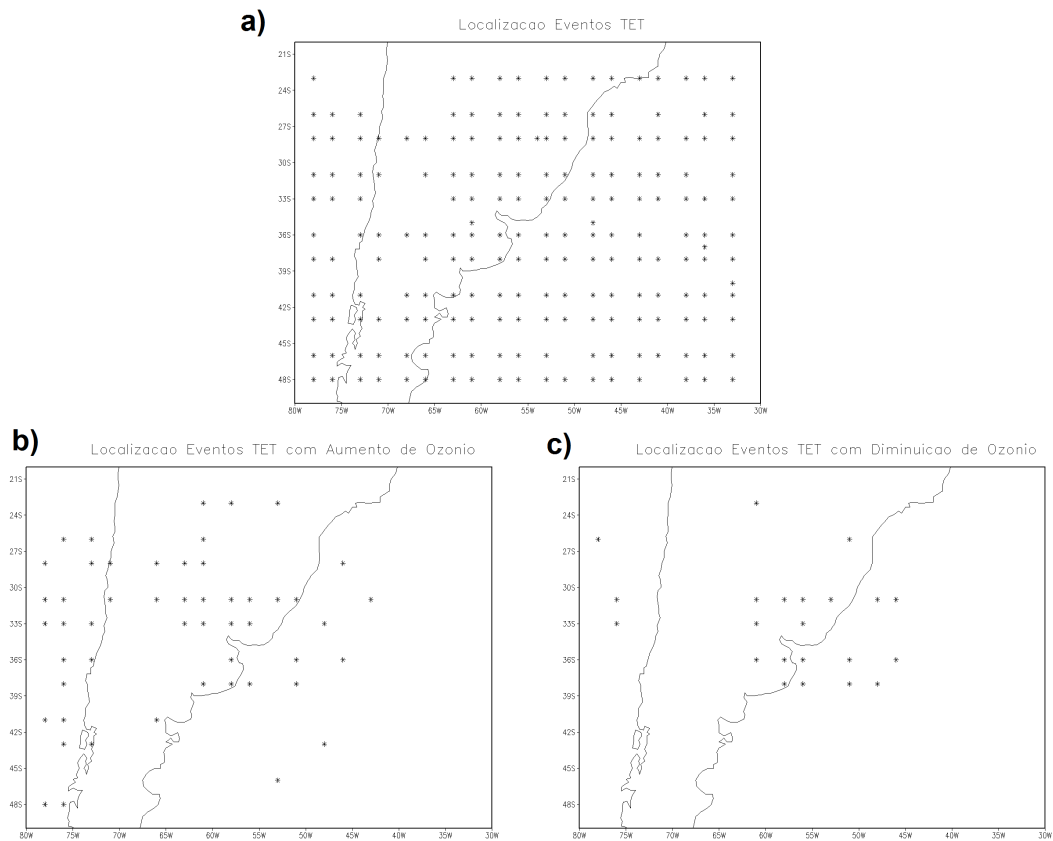 a)
Localizacao Eventos TET
21S
24S
27S
30S
33S
36S
39S
42S
45S
48S
80W 75W 70W 65W 60W 55W 50W 45W 40W 35W 30W
b)
Localizacao Eventos TET com Aumento de Ozonio
21S
24S
27S
30S
33S
36S
39S
42S
45S
48S
80W 75W 70W 65W 60W 55W 50W 45W 40W 35W 30W
c)
Localizacao Eventos TET com Diminuicao de Ozonio
21S
24S
27S
30S
33S
36S
39S
42S
45S
48S
80W 75W 70W 65W 60W 55W 50W 45W 40W 35W 30W